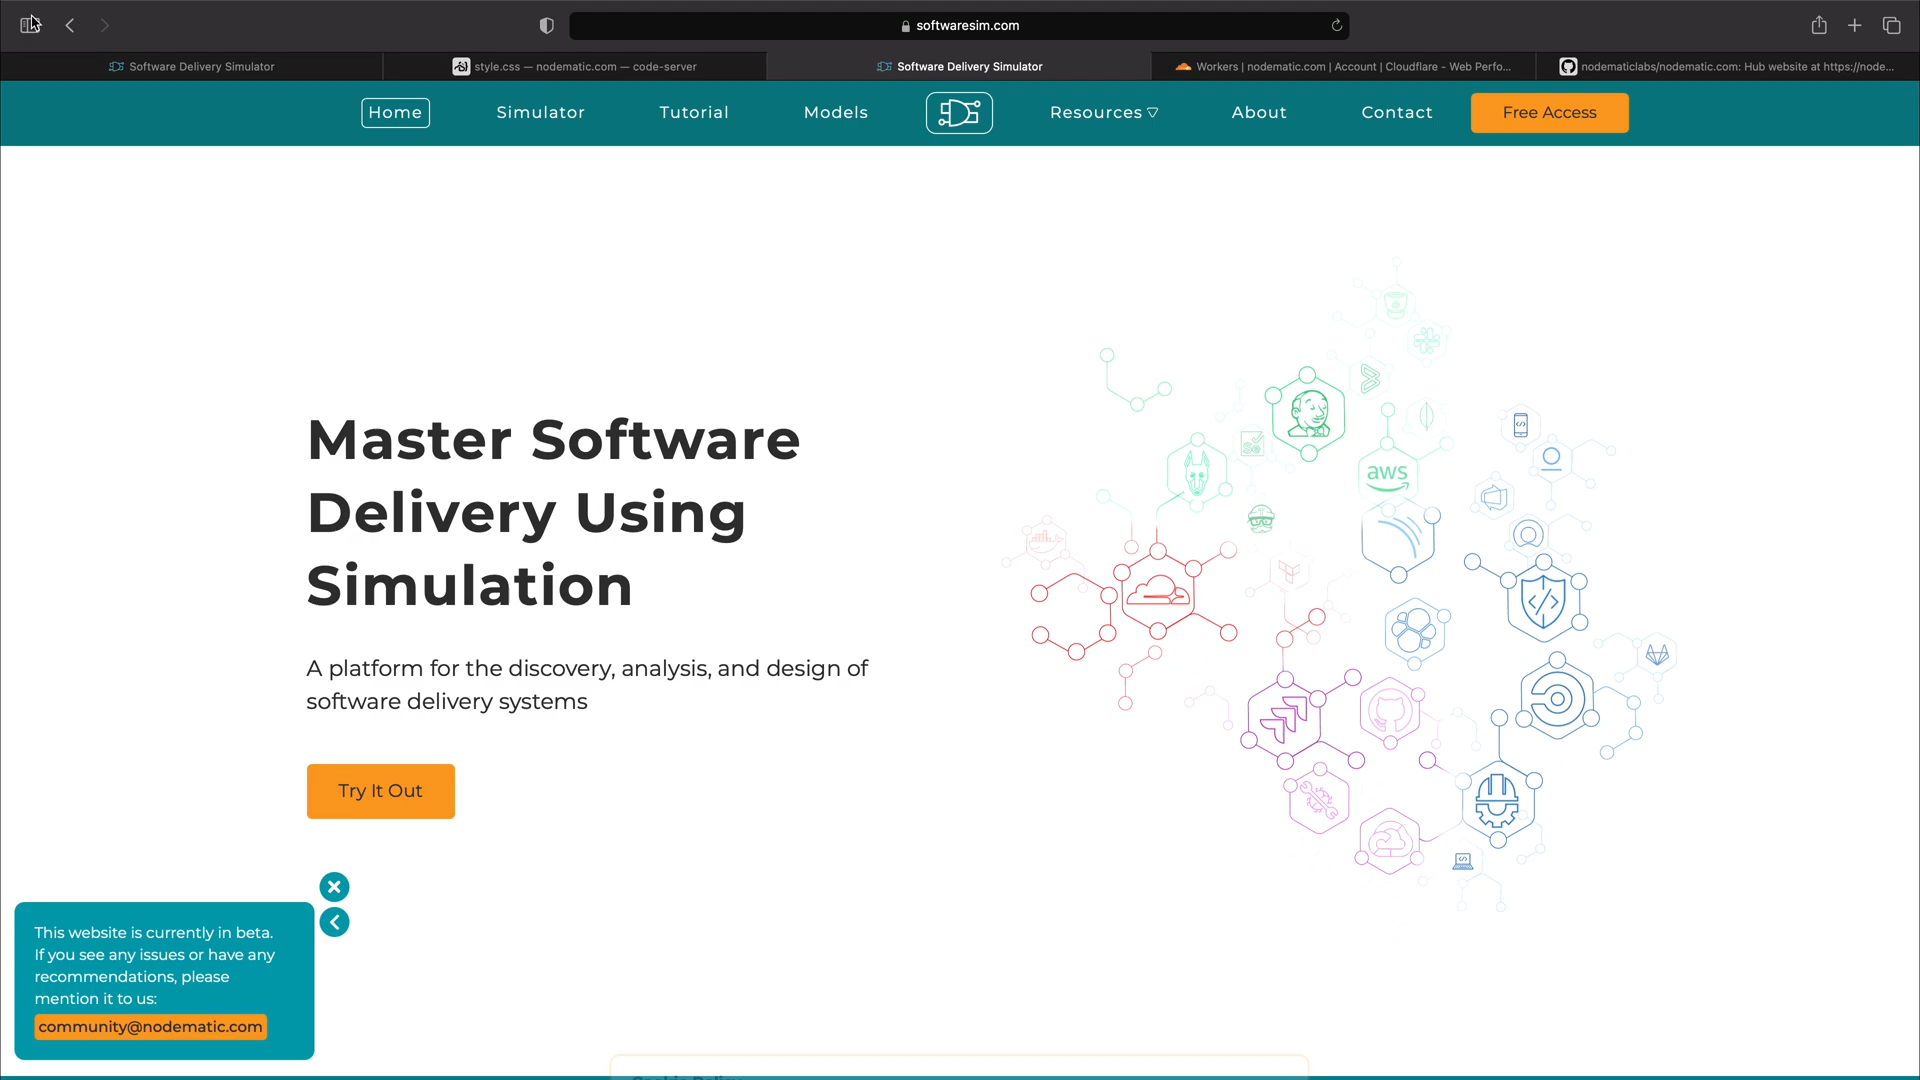 softwaresim.com
Software Delivery Simulator
style.css — nodematic.com — code-server
Software Delivery Simulator
Workers | nodematic.com | Account | Cloudflare - Web Perfo...
nodematiclabs/nodematic.com: Hub website at https://node...
Home
Simulator
Tutorial
Models
Resources ▽
About
Contact
Free Access
Master Software
Delivery Using
Simulation
A platform for the discovery, analysis, and design of
software delivery systems
Try It Out
aws
This website is currently in beta.
If you see any issues or have any
recommendations, please
mention it to us:
community@nodematic.com